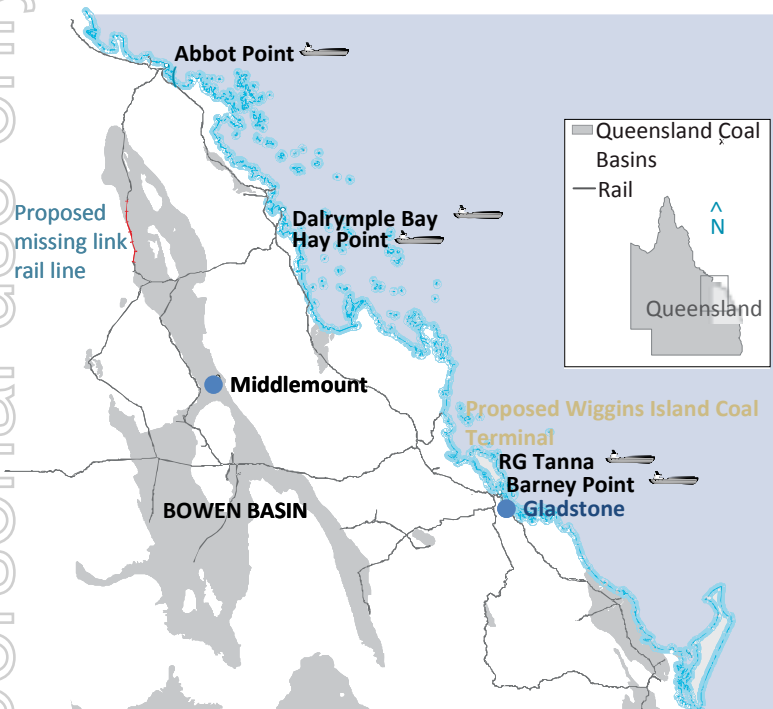 Abbot Point
Queensland Coal
Basins
Rail
Proposed
missing link
rail line
Dalrymple Bay
Hay Point
^
N
Queensland
Middlemount
Proposed Wiggins Island Coal
Terminal
RG Tanna
Barney Point
Gladstone
BOWEN BASIN